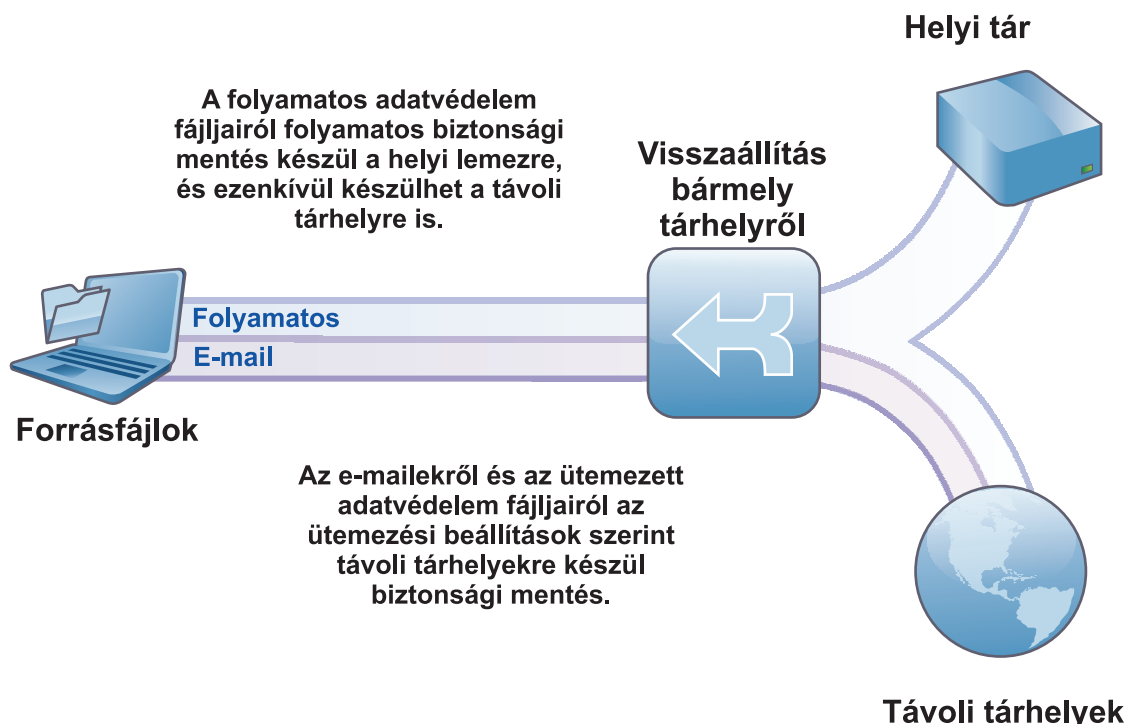 Helyi tár
A folyamatos adatvédelem
fájljairól folyamatos biztonsági
mentés készül a helyi lemezre,
és ezenkívül készülhet a távoli
tárhelyre is.
Visszaállítás
bármely
tárhelyről
Folyamatos
E-mail
Forrásfájlok
Az e-mailekről és az ütemezett
adatvédelem fájljairól az
ütemezési beállítások szerint
távoli tárhelyekre készül
biztonsági mentés.
Távoli tárhelyek